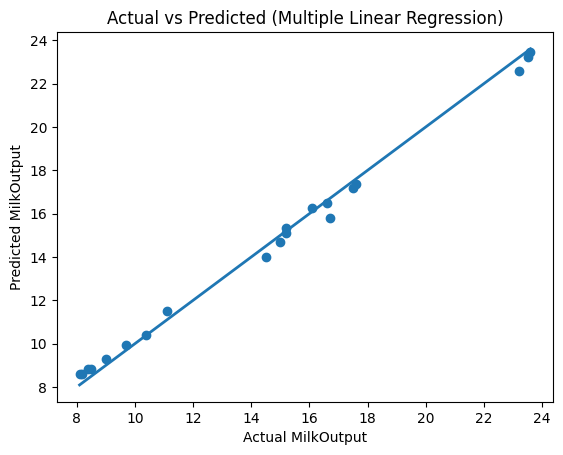 Actual vs Predicted (Multiple Linear Regression)
24
22
20
18
16
14
12
10
8
Predicted MilkOutput
8 10 12 14 16 18 20 22 24
Actual MilkOutput